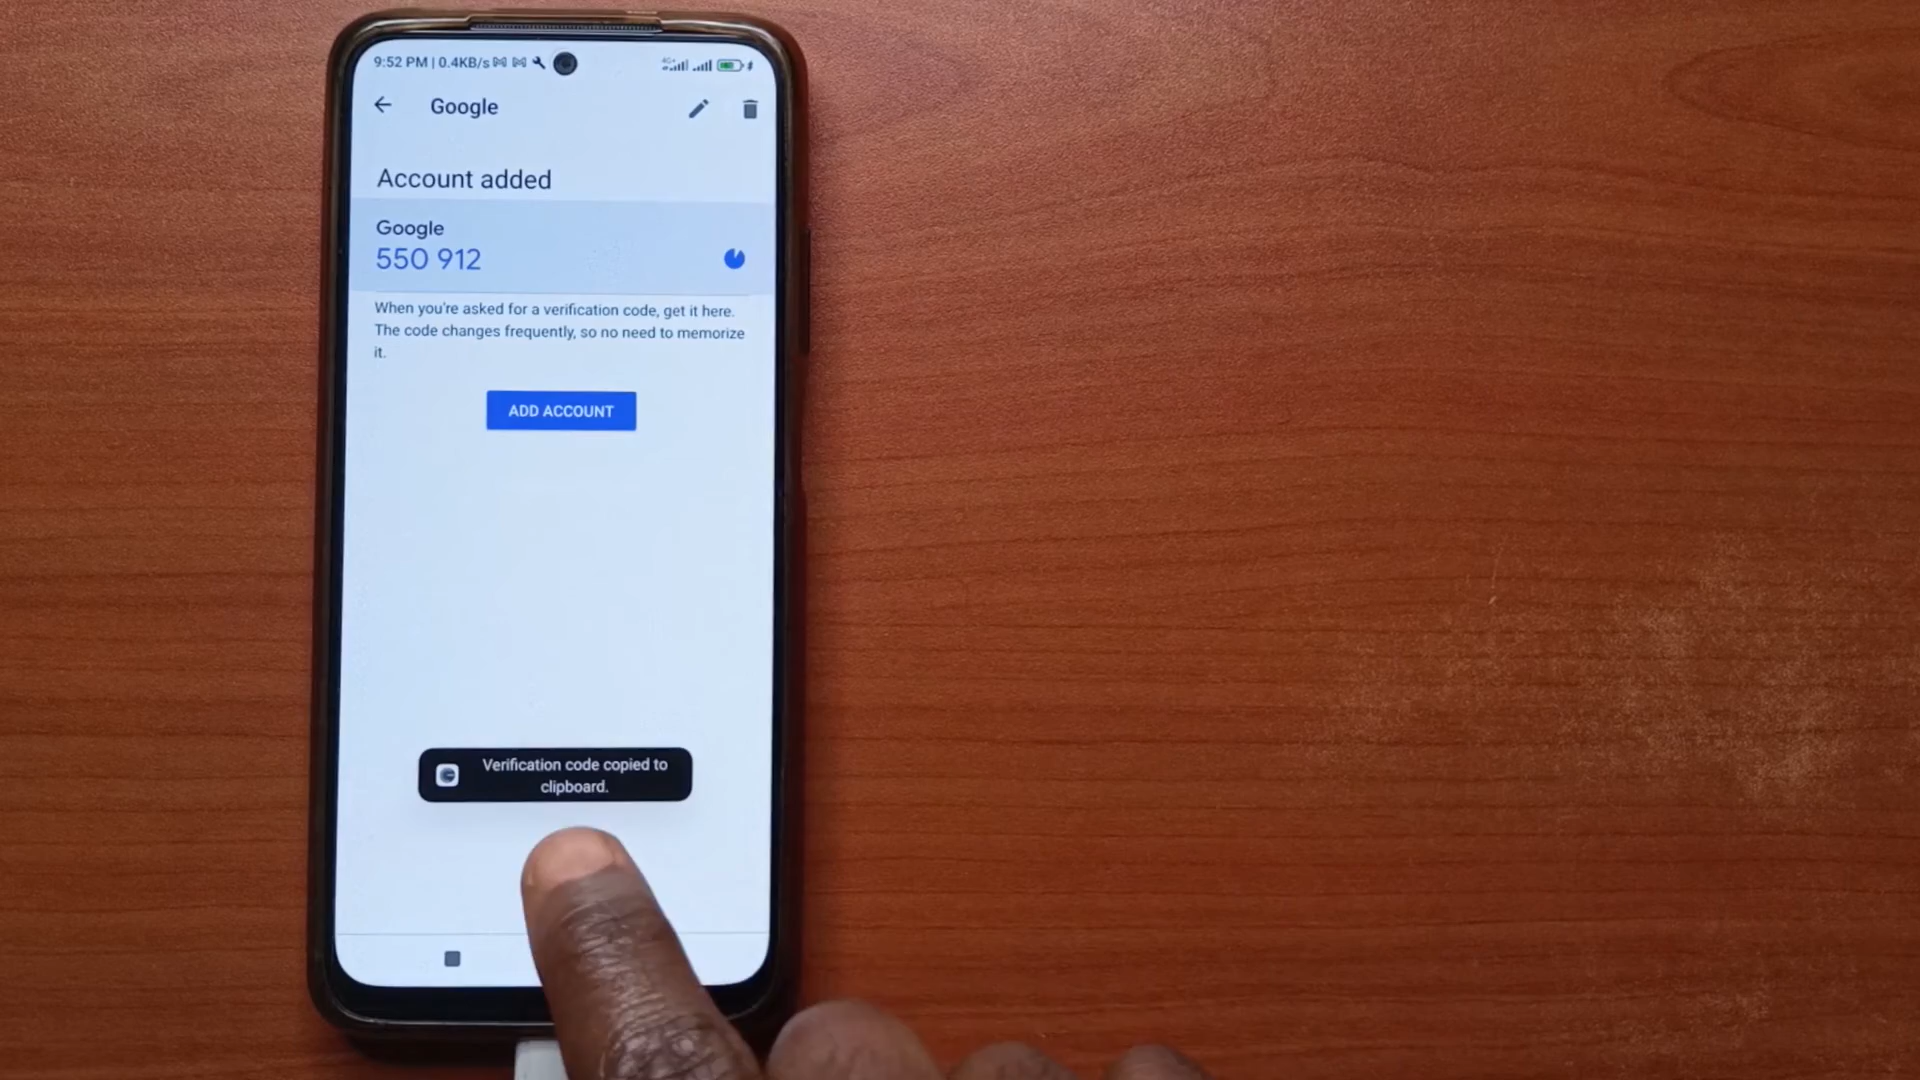 9:52 PM | 0.4KB/s
Google
Account added
Google
550 912
When you're asked for a verification code, get it here.
The code changes frequently, so no need to memorize
it.
ADD ACCOUNT
Verification code copied to
clipboard.